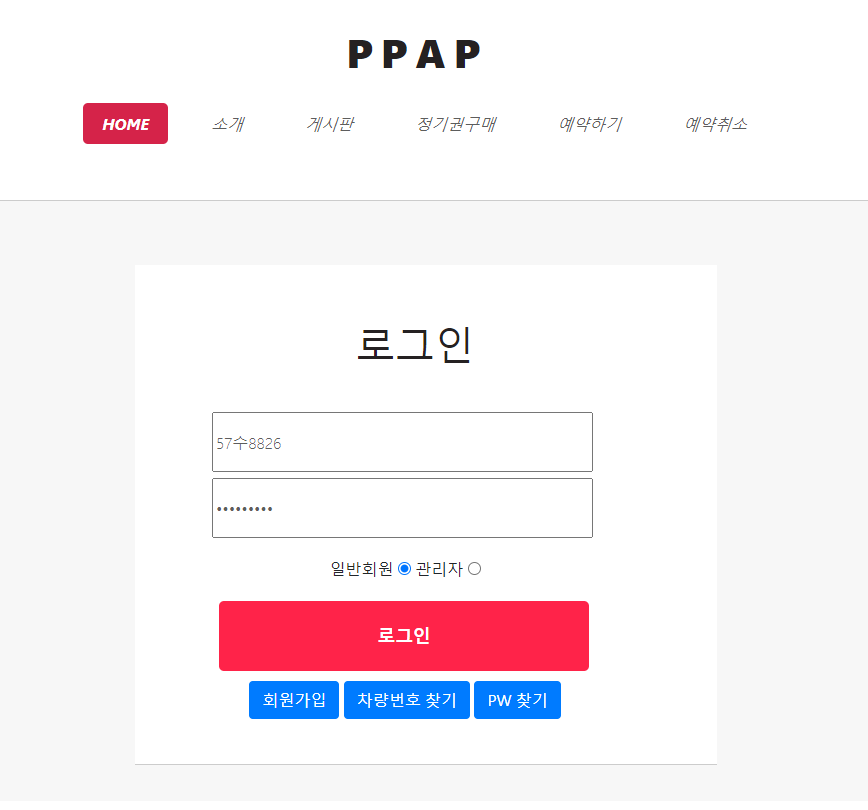 PPAP
HOME 소개 게시판 정기권구매 예약하기 예약취소
로그인
57수8826
•••••••••
일반회원 관리자
로그인
회원가입 차량번호 찾기 PW 찾기